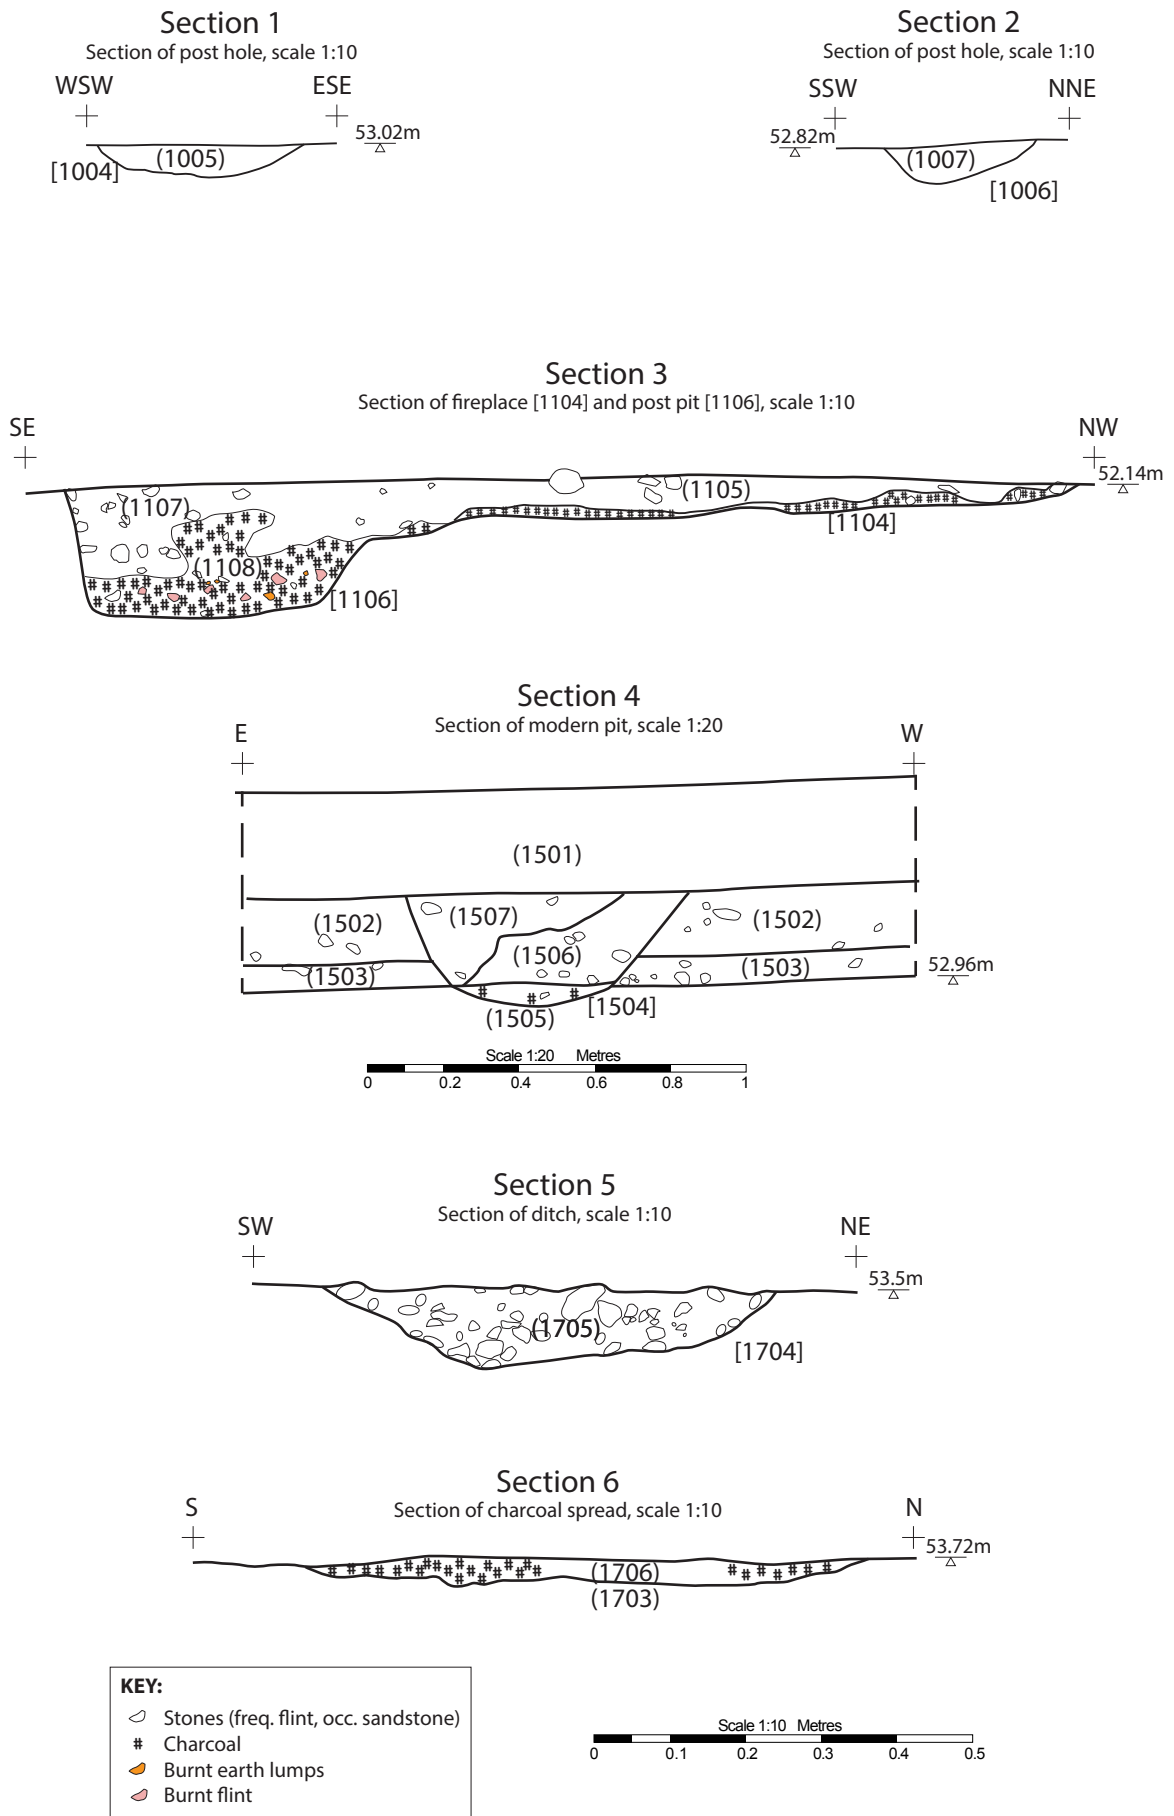 Section 1
Section of post hole, scale 1:10
WSW ESE
53.02m
(1005)
[1004]
Section 2
Section of post hole, scale 1:10
SSW NNE
52.82m
(1007)
[1006]
Section 3
Section of fireplace [1104] and post pit [1106], scale 1:10
SE NW
52.14m
(1107) (1105)
[1104]
(1108)
[1106]
Section 4
Section of modern pit, scale 1:20
E W
(1501)
(1502) (1507) (1502)
(1506)
(1503) (1503) 52.96m
(1505) [1504]
Scale 1:20 Metres
0 0.2 0.4 0.6 0.8 1
Section 5
Section of ditch, scale 1:10
SW NE
53.5m
(1705)
[1704]
Section 6
Section of charcoal spread, scale 1:10
S N
53.72m
(1706)
(1703)
KEY:
Stones (freq. flint, occ. sandstone)
Charcoal
Burnt earth lumps
Burnt flint
Scale 1:10 Metres
0 0.1 0.2 0.3 0.4 0.5